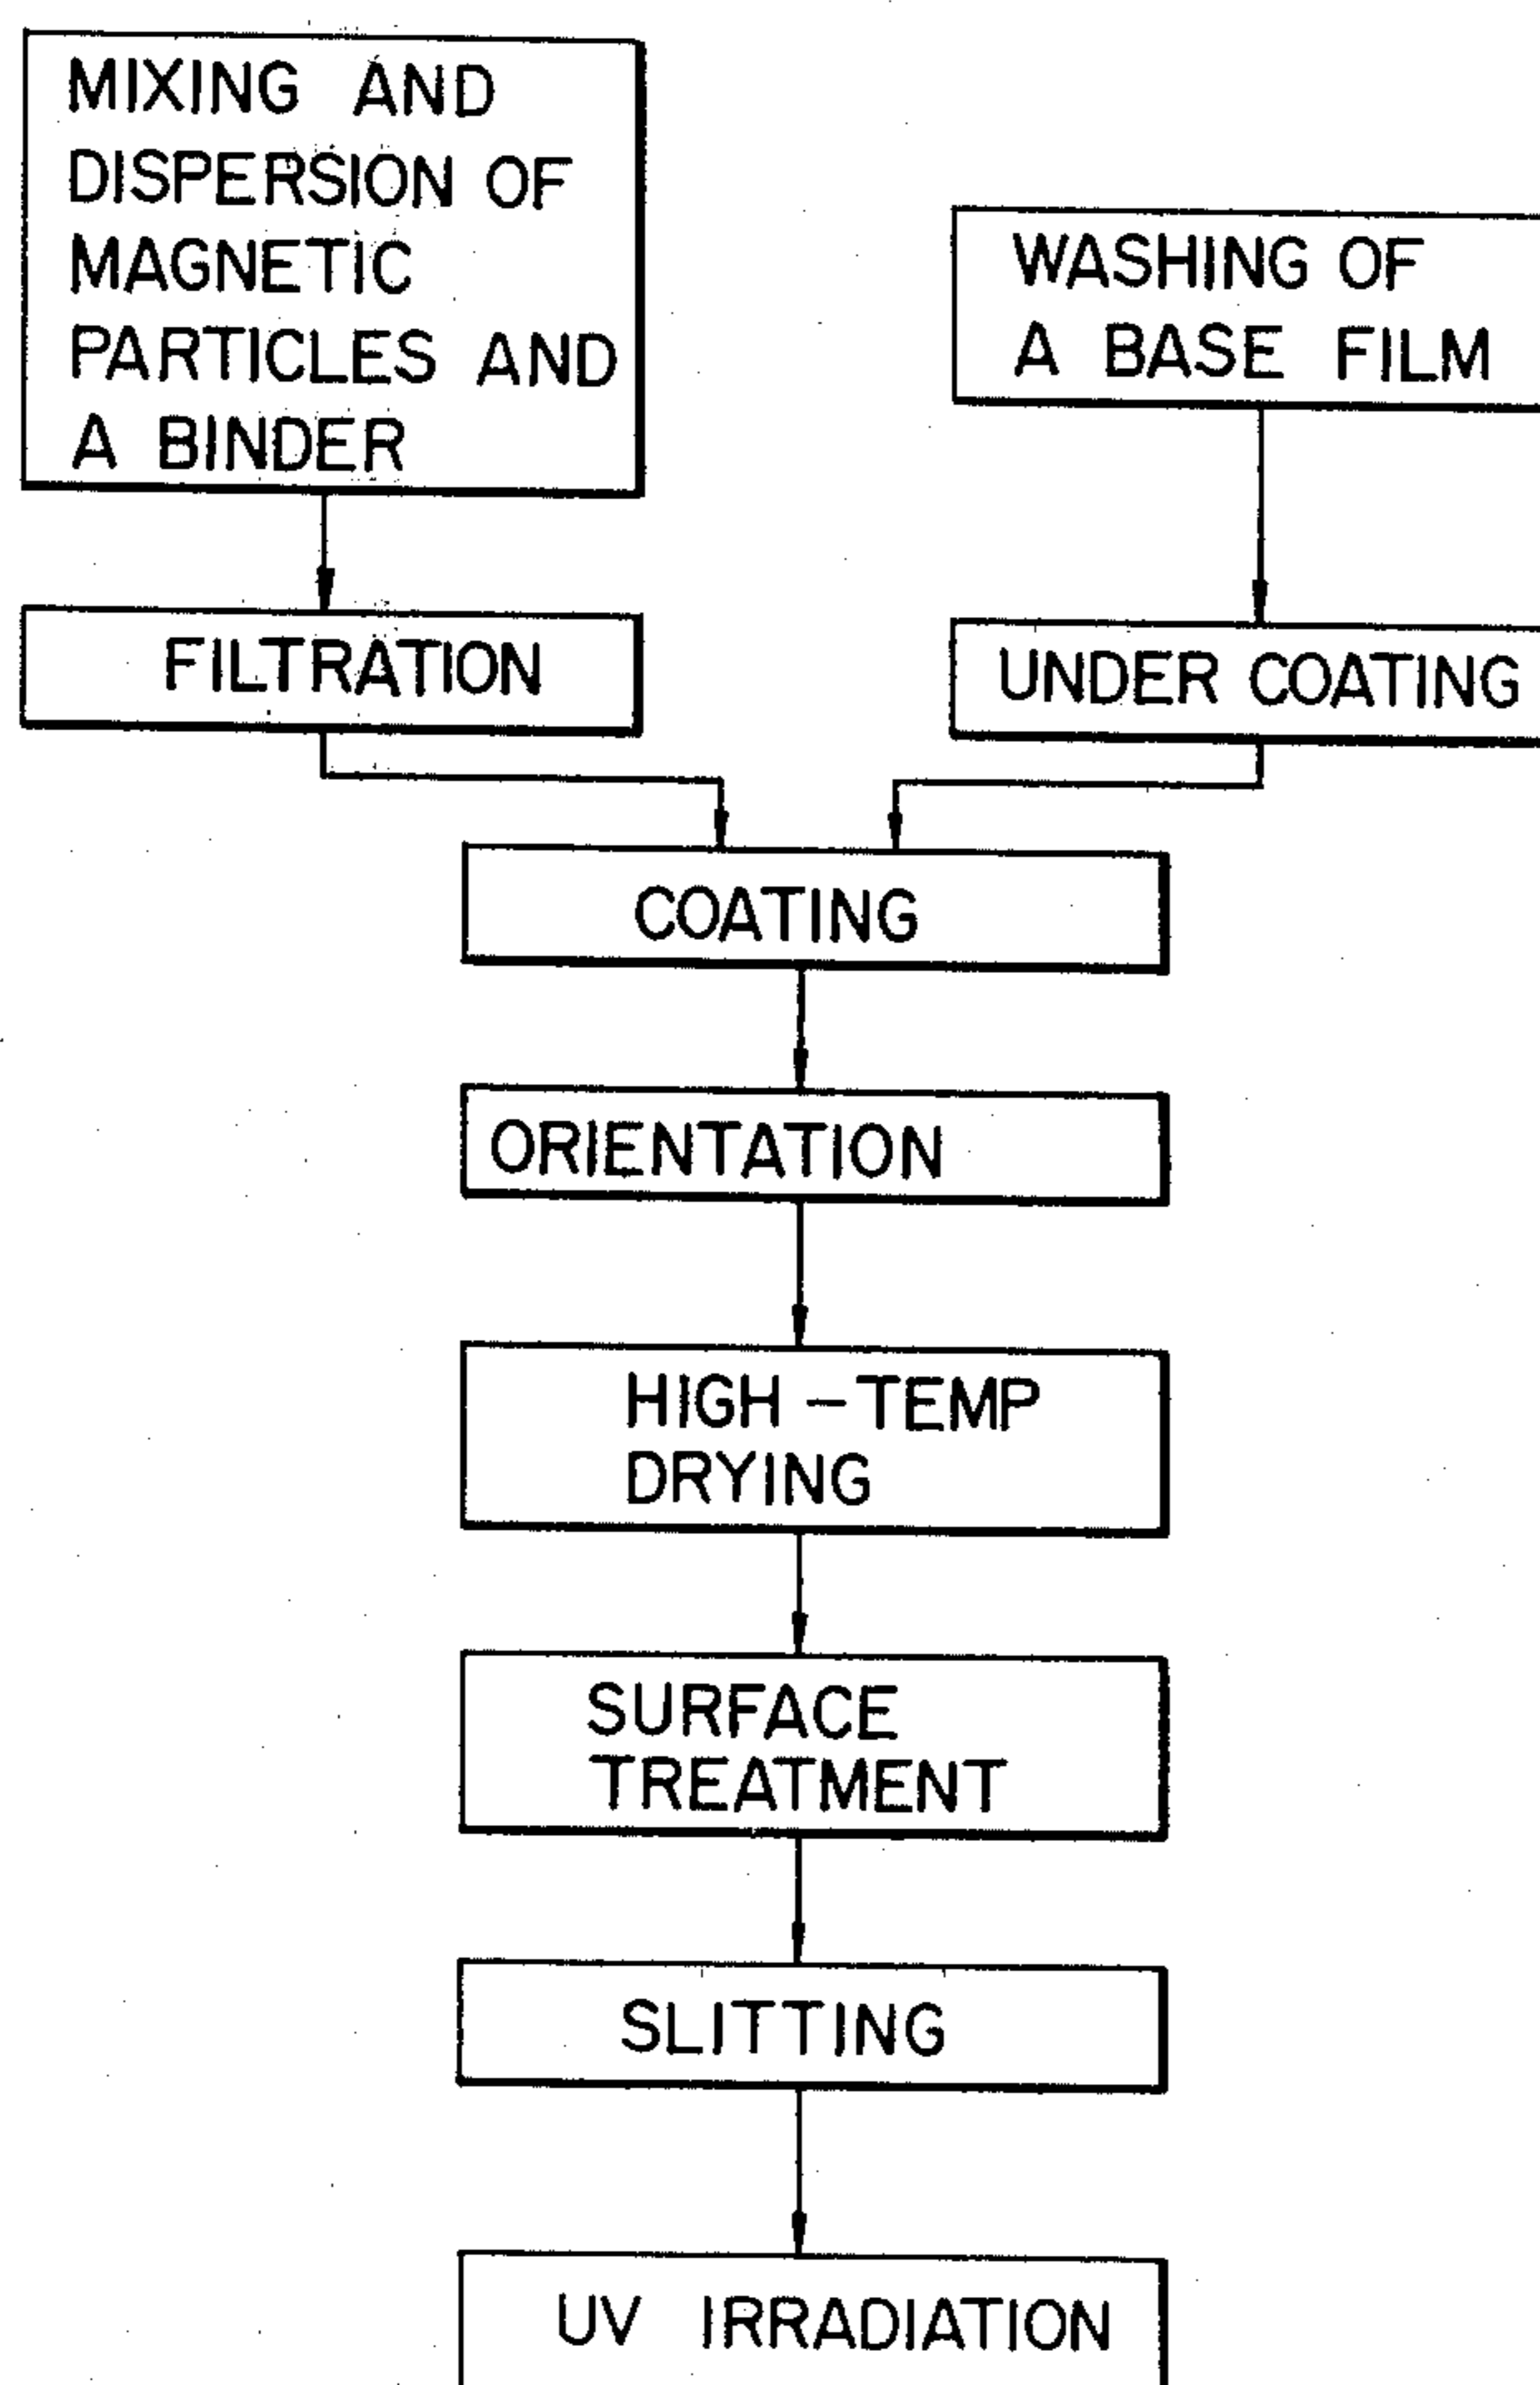 MIXING AND
DISPERSION OF
MAGNETIC
PARTICLES AND
A BINDER
WASHING OF
A BASE FILM
FILTRATION
UNDER COATING
COATING
ORIENTATION
HIGH-TEMP
DRYING
SURFACE
TREATMENT
SLITTING
UV IRRADIATION